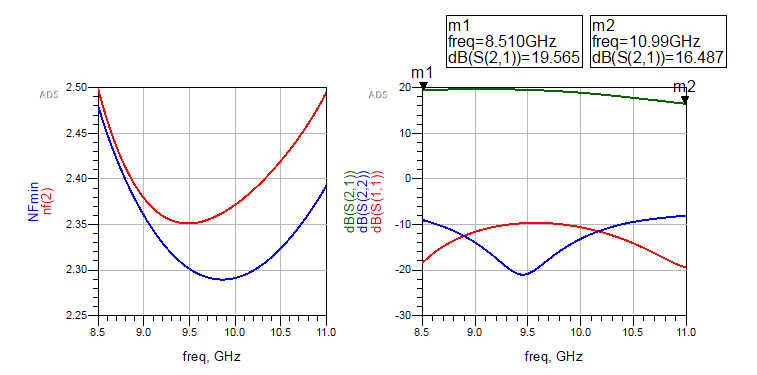 m1
freq=8.510GHz
dB(S(2,1))=19.565
m2
freq=10.99GHz
dB(S(2,1))=16.487
ADS
2.50
2.45
2.40
2.35
2.30
2.25
NFmin
nf(2)
8.5 9.0 9.5 10.0 10.5 11.0
freq, GHz
ADS
m1
m2
20
10
0
-10
-20
-30
dB(S(2,1))
dB(S(2,2))
dB(S(1,1))
8.5 9.0 9.5 10.0 10.5 11.0
freq, GHz